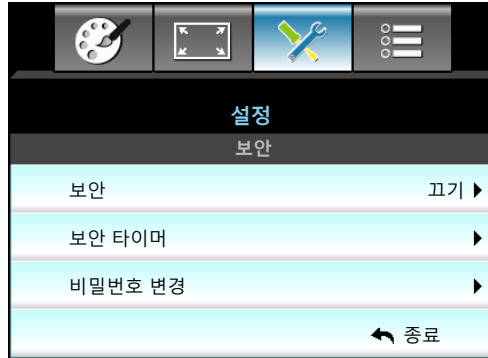 설정
보안
보안 끄기
보안 타이머
비밀번호 변경
종료